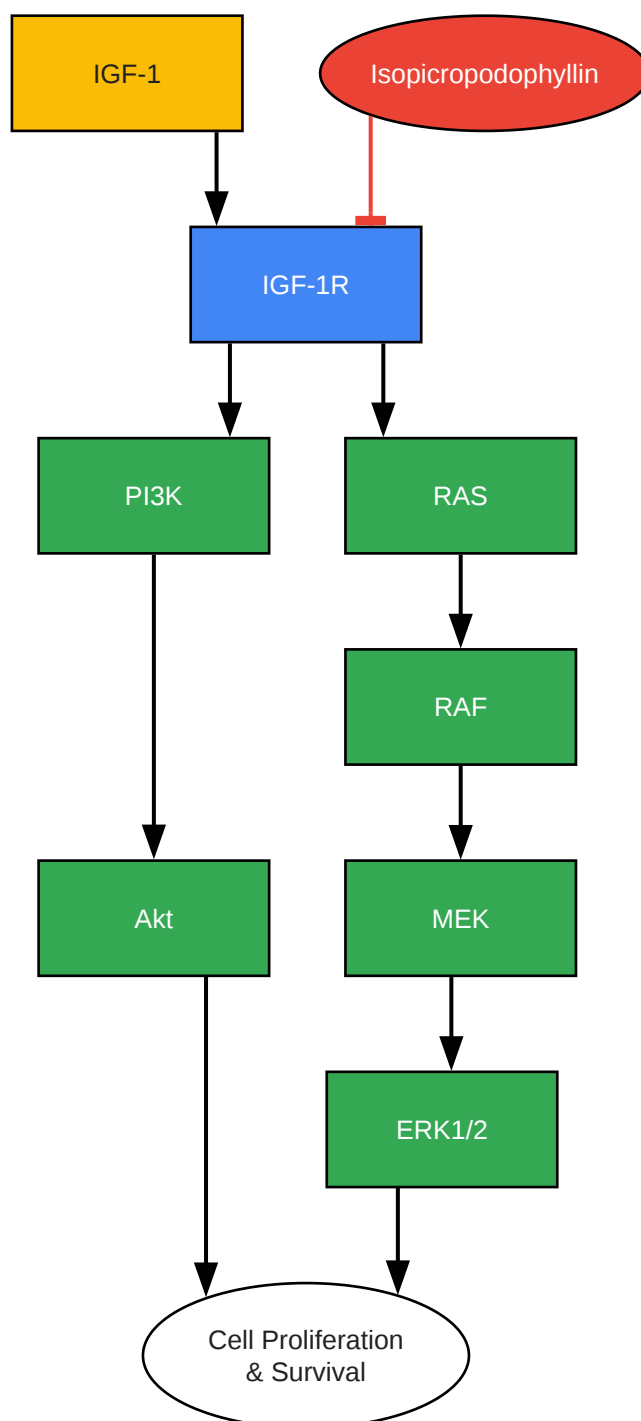 IGF-1
Isopicropodophyllin
IGF-1R
PI3K
RAS
RAF
Akt
MEK
ERK1/2
Cell Proliferation
& Survival